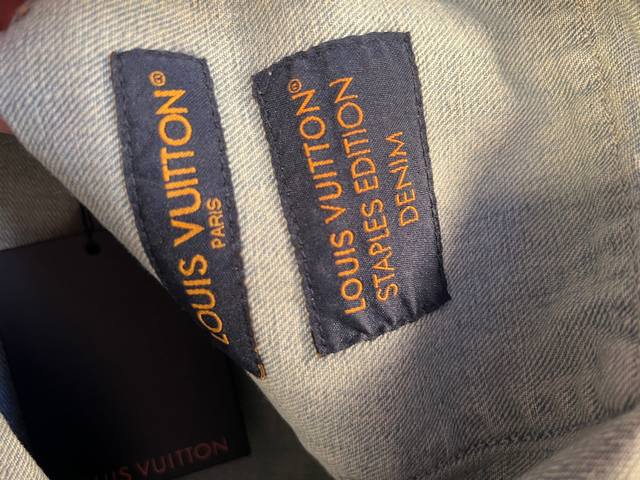 LOUIS VUITTON®
PARIS
LOUIS VUITTON®
STAPLES EDITION
DENIM
LOUIS VUITTON